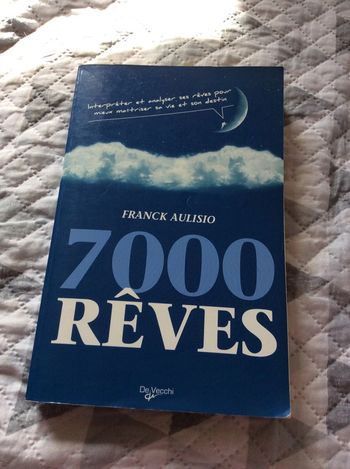 Interpréter et analyser ses rêves pour
mieux maîtriser sa vie et son destin
FRANCK AULISIO
7000
RÊVES
De Vecchi